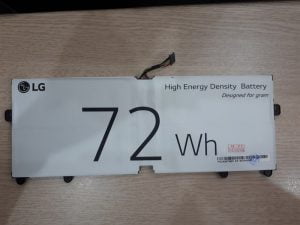 LG
High Energy Density Battery
Designed for gram
72 Wh